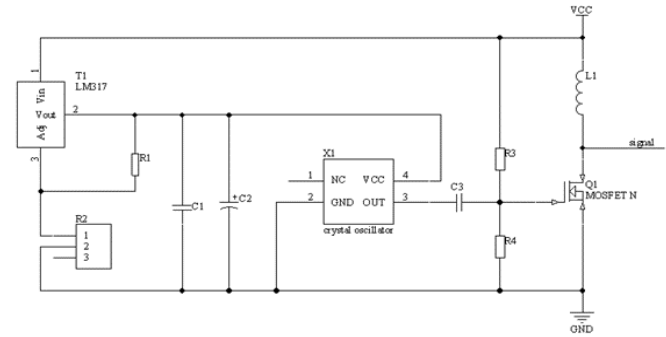 VCC
T1
LM317
1
Vin
Vout
Adj
2
3
R1
R2
1
2
3
C1
+
C2
X1
1
NC
VCC
4
2
GND
OUT
3
crystal oscillator
C3
R3
R4
L1
signal
Q1
MOSFET N
GND